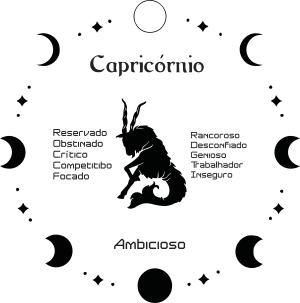 Capricórnio
Reservado
Obstinado
Crítico
Competitibo
Focado
Rancoroso
Desconfiado
Genioso
Trabalhador
Inseguro
Ambicioso